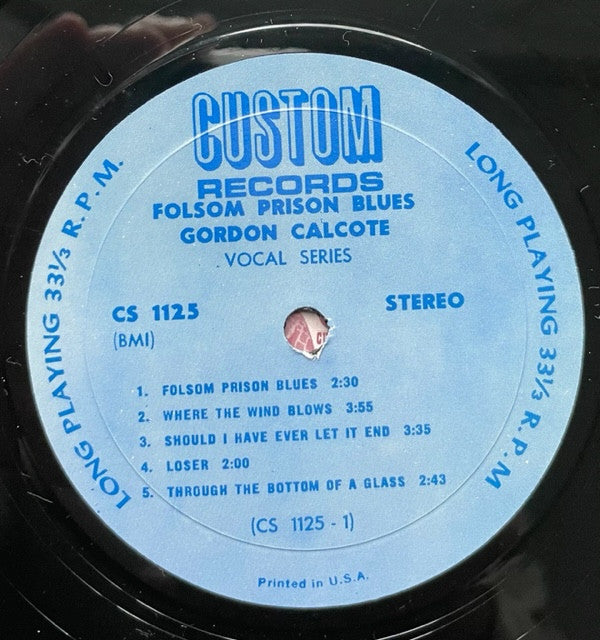 CUSTOM
RECORDS
FOLSOM PRISON BLUES
GORDON CALCOTE
VOCAL SERIES
LONG PLAYING 33⅓ R.P.M.
LONG PLAYING 33⅓ R.P.M
CS 1125
STEREO
(BMI)
1. FOLSOM PRISON BLUES 2:30
2. WHERE THE WIND BLOWS 3:55
3. SHOULD I HAVE EVER LET IT END 3:35
4. LOSER 2:00
5. THROUGH THE BOTTOM OF A GLASS 2:43
(CS 1125 - 1)
Printed in U.S.A.